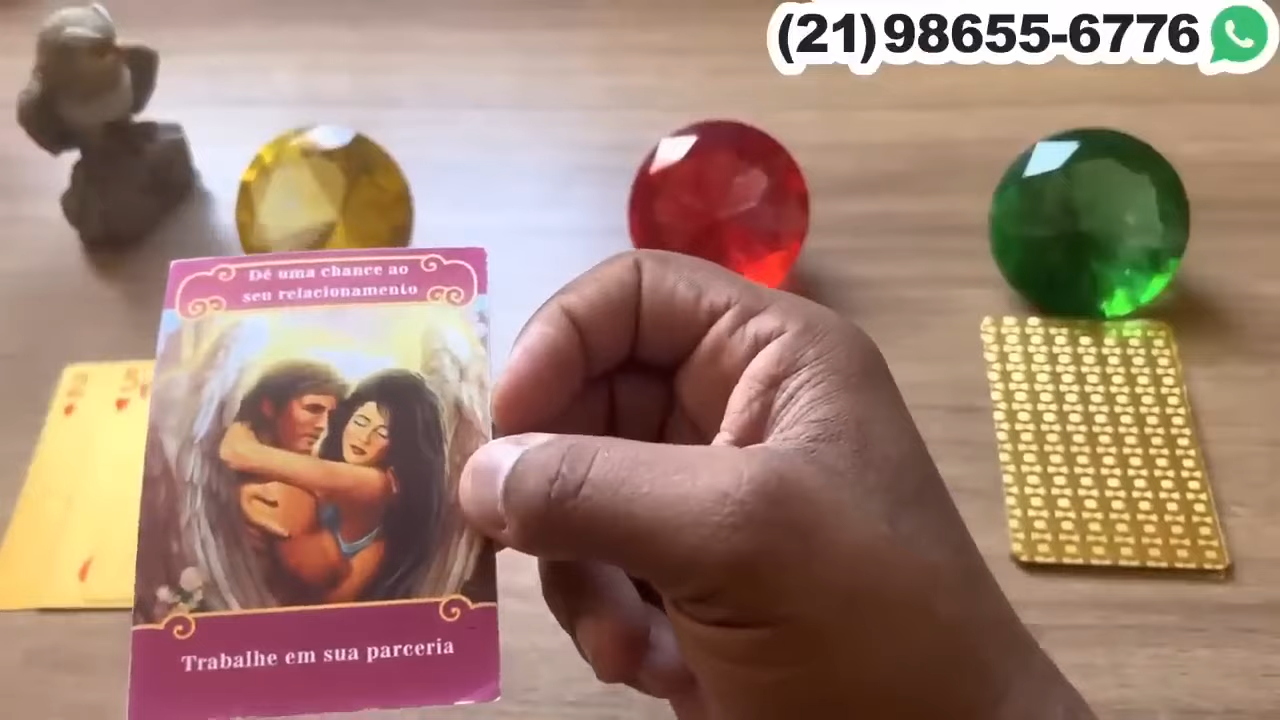 (21)98655-6776
Dê uma chance ao
seu relacionamento
Trabalhe em sua parceria